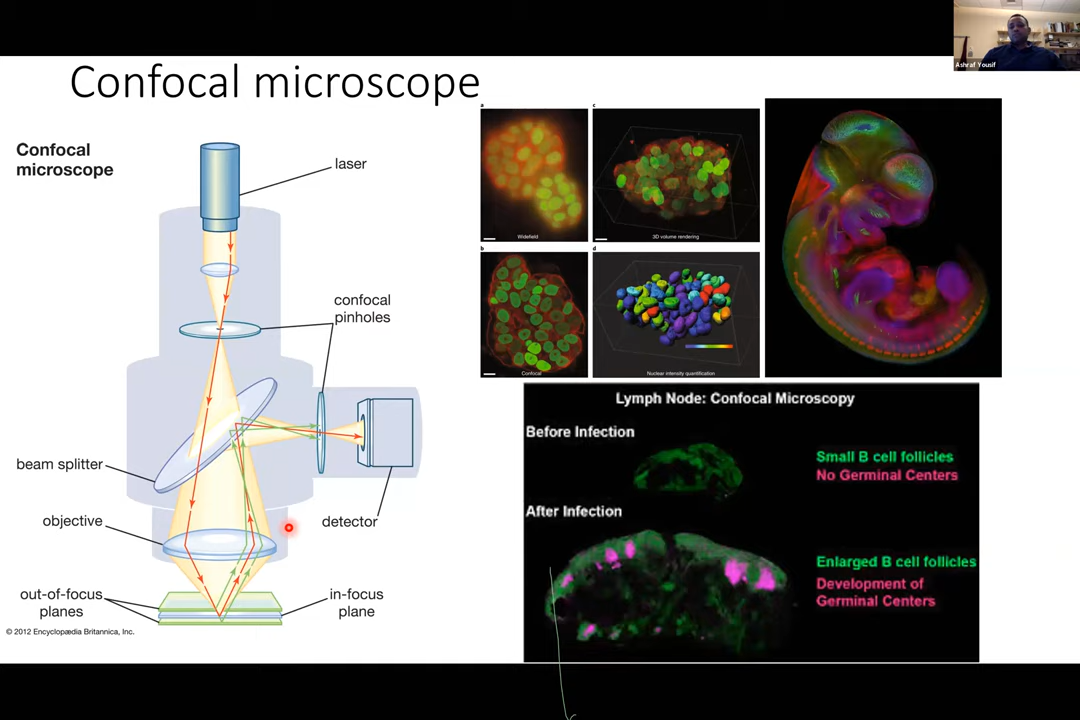 Confocal microscope
Ashraf Yousif
Confocal
microscope
laser
confocal
pinholes
beam splitter
objective
detector
out-of-focus
planes
in-focus
plane
© 2012 Encyclopædia Britannica, Inc.
a
Widefield
c
3D volume rendering
b
Confocal
d
Nuclear intensity quantification
Lymph Node: Confocal Microscopy
Before Infection
Small B cell follicles
No Germinal Centers
After Infection
Enlarged B cell follicles
Development of
Germinal Centers